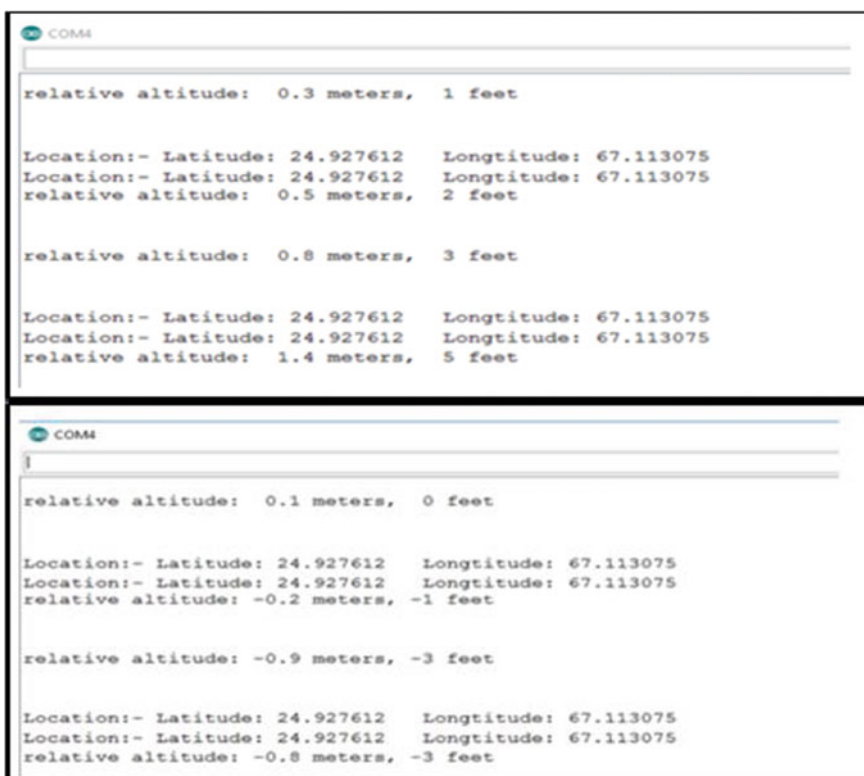 COM4
relative altitude:  0.3 meters,  1 feet
Location:- Latitude: 24.927612   Longtitude: 67.113075
Location:- Latitude: 24.927612   Longtitude: 67.113075
relative altitude:  0.5 meters,  2 feet
relative altitude:  0.8 meters,  3 feet
Location:- Latitude: 24.927612   Longtitude: 67.113075
Location:- Latitude: 24.927612   Longtitude: 67.113075
relative altitude:  1.4 meters,  5 feet
COM4
relative altitude:  0.1 meters,  0 feet
Location:- Latitude: 24.927612   Longtitude: 67.113075
Location:- Latitude: 24.927612   Longtitude: 67.113075
relative altitude: -0.2 meters, -1 feet
relative altitude: -0.9 meters, -3 feet
Location:- Latitude: 24.927612   Longtitude: 67.113075
Location:- Latitude: 24.927612   Longtitude: 67.113075
relative altitude: -0.8 meters, -3 feet